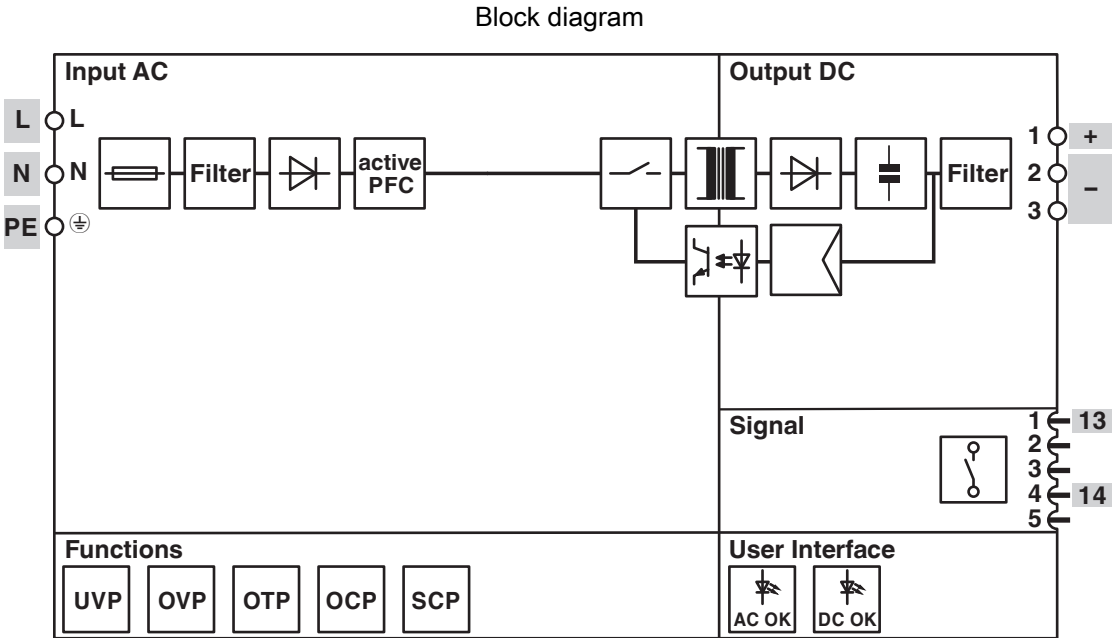 Block diagram
Input AC
Output DC
L
L
N
N
PE
Filter
active
PFC
Filter
1
+
2
–
3
Signal
1
13
2
3
4
14
5
Functions
UVP
OVP
OTP
OCP
SCP
User Interface
AC OK
DC OK